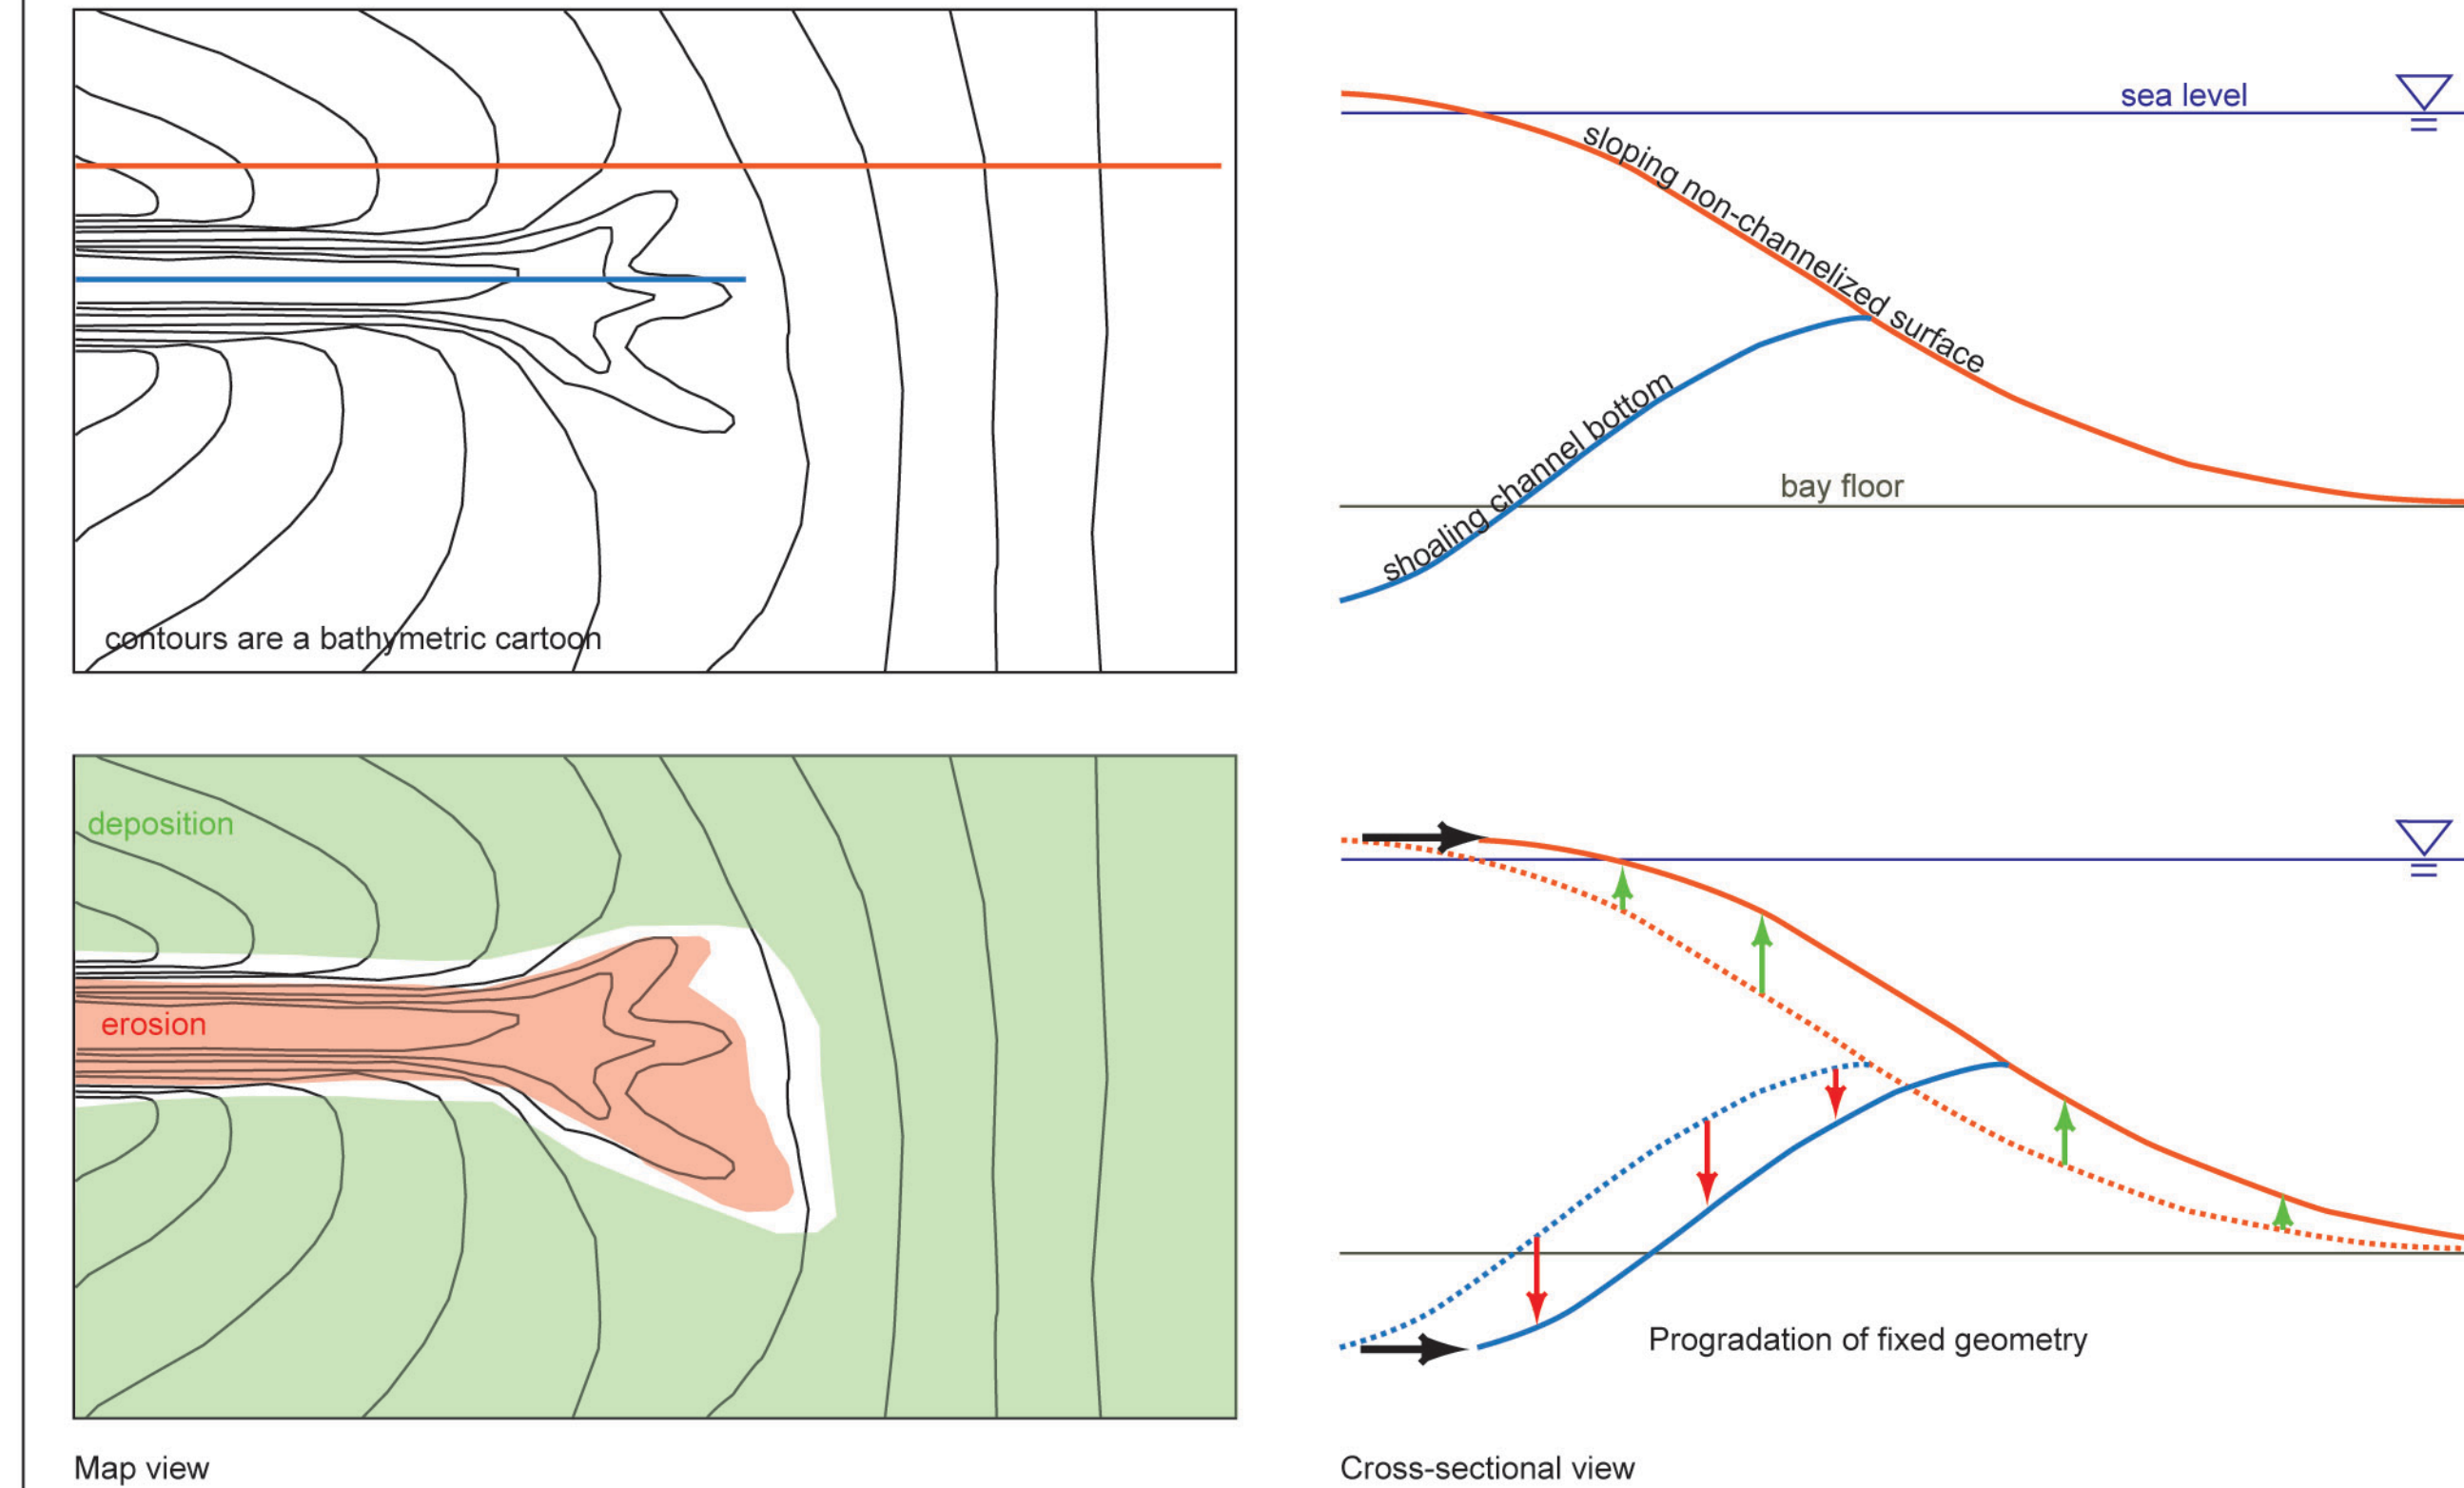 sea level
sloping non-channelized surface
bay floor
shoaling channel bottom
contours are a bathymetric cartoon
deposition
erosion
Progradation of fixed geometry
Map view
Cross-sectional view